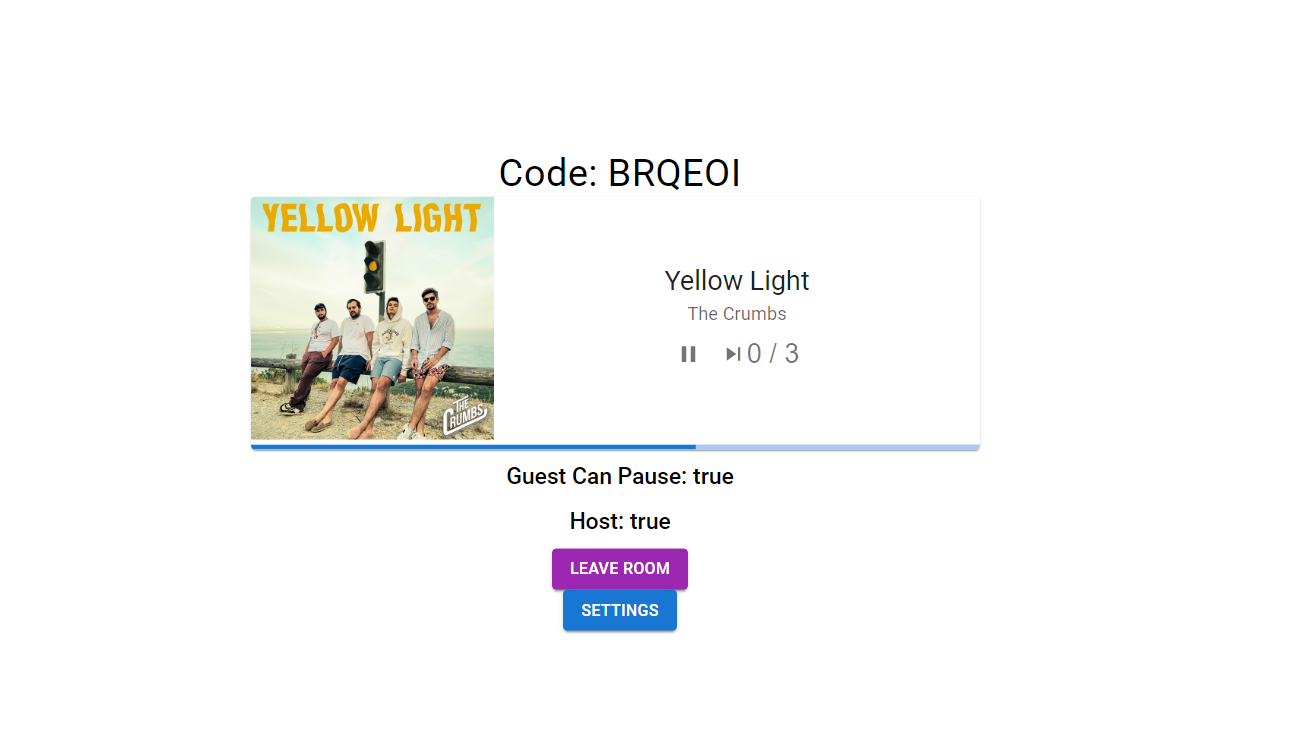 Code: BRQEOI
YELLOW LIGHT
THE
CRUMBS
Yellow Light
The Crumbs
0 / 3
Guest Can Pause: true
Host: true
LEAVE ROOM
SETTINGS